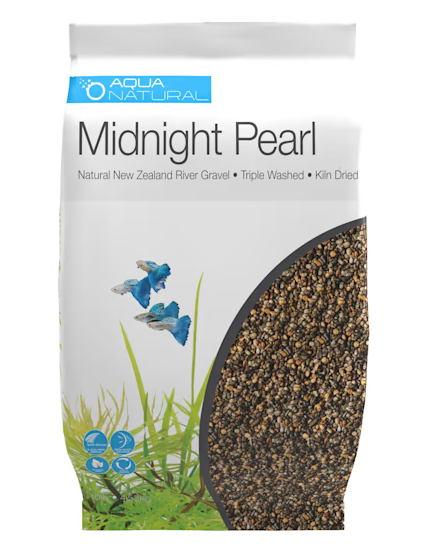 AQUA
NATURAL
Midnight Pearl
Natural New Zealand River Gravel • Triple Washed • Kiln Dried